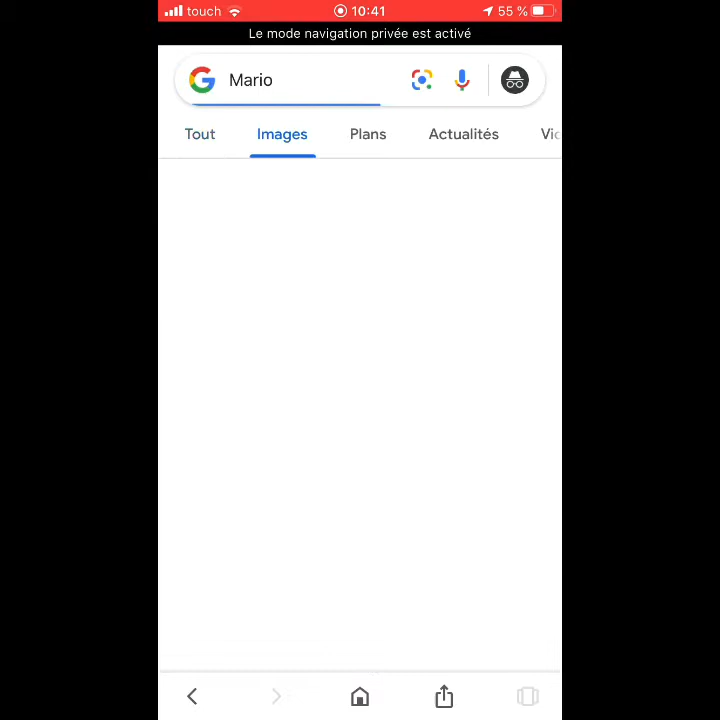 touch 10:41 55 %
Le mode navigation privée est activé
Mario
Tout Images Plans Actualités